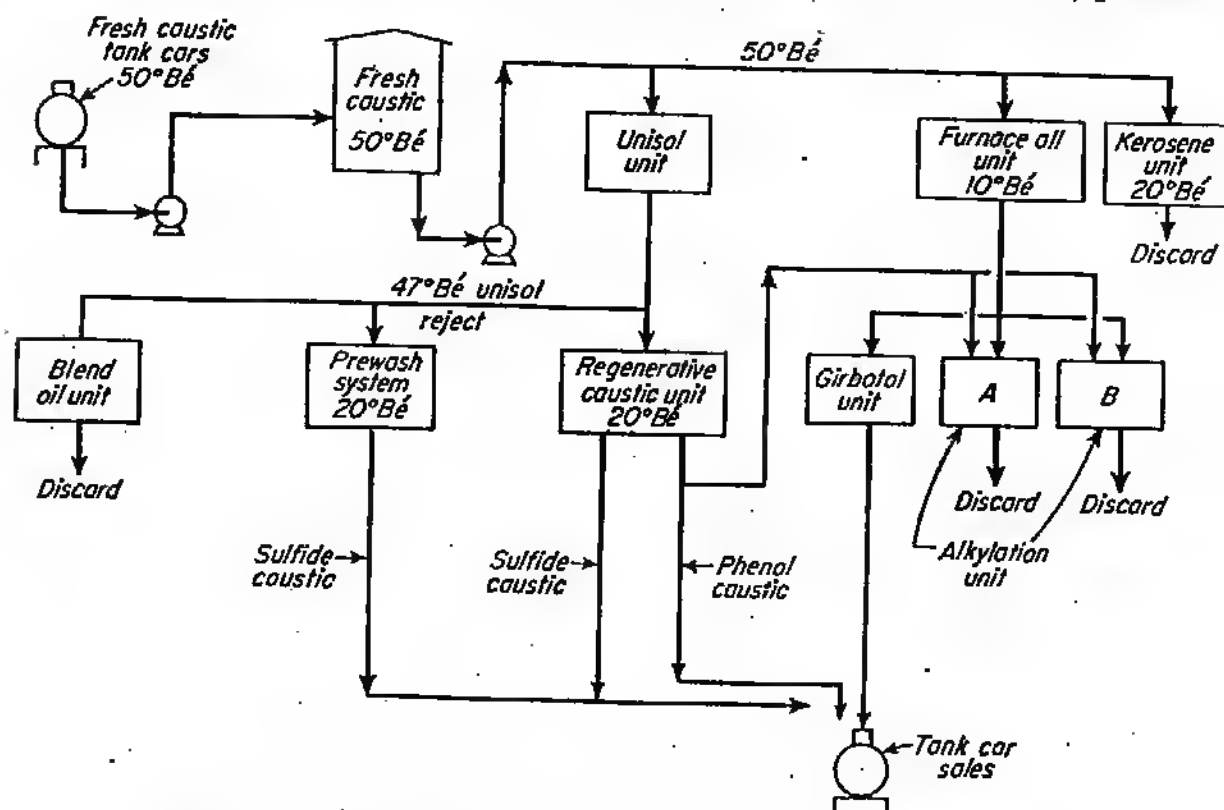 Fresh caustic
tank cars
50°Bé
Fresh
caustic
50°Bé
50°Bé
Unisol
unit
Furnace all
unit
10°Bé
Kerosene
unit
20°Bé
Discard
47°Bé unisol
reject
Blend
oil unit
Discard
Prewash
system
20°Bé
Regenerative
caustic unit
20°Bé
Girbotol
unit
A
B
Discard
Discard
Alkylation
unit
Sulfide
caustic
Sulfide
caustic
Phenol
caustic
Tank car
sales